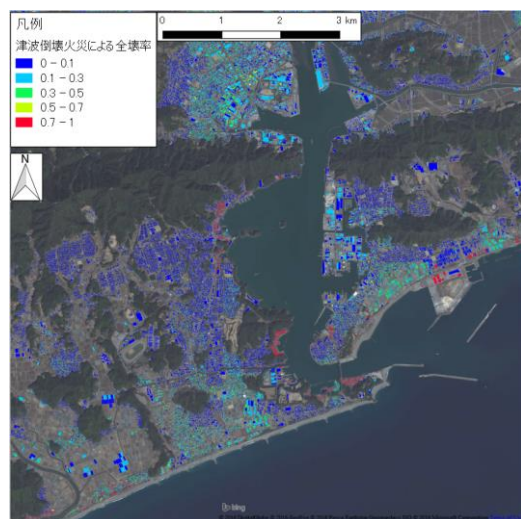 凡例
津波倒壊火災による全壊率
0 – 0.1
0.1 – 0.3
0.3 – 0.5
0.5 – 0.7
0.7 – 1
0 1 2 3 km
N
bing